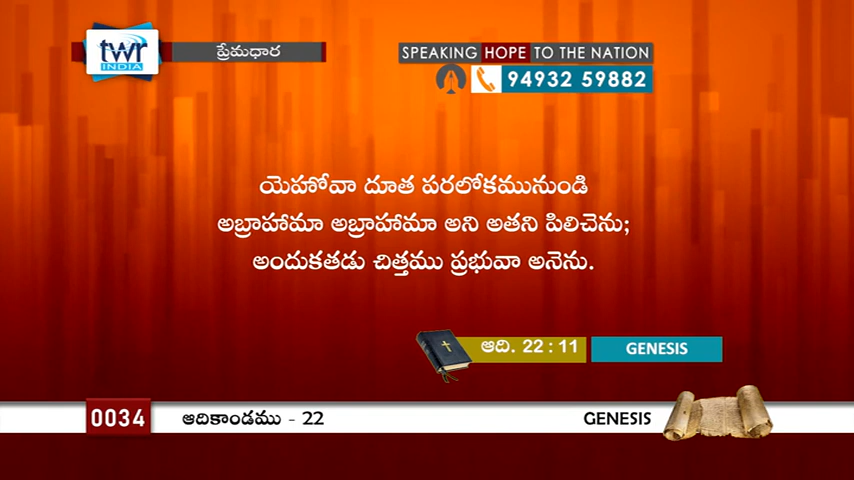 twr
INDIA
ప్రేమధార
SPEAKING HOPE TO THE NATION
94932 59882
యెహోవా దూత పరలోకమునుండి
అబ్రాహామా అబ్రాహామా అని అతని పిలిచెను;
అందుకతడు చిత్తము ప్రభువా అనెను.
ఆది. 22 : 11
GENESIS
0034
ఆదికాండము - 22
GENESIS